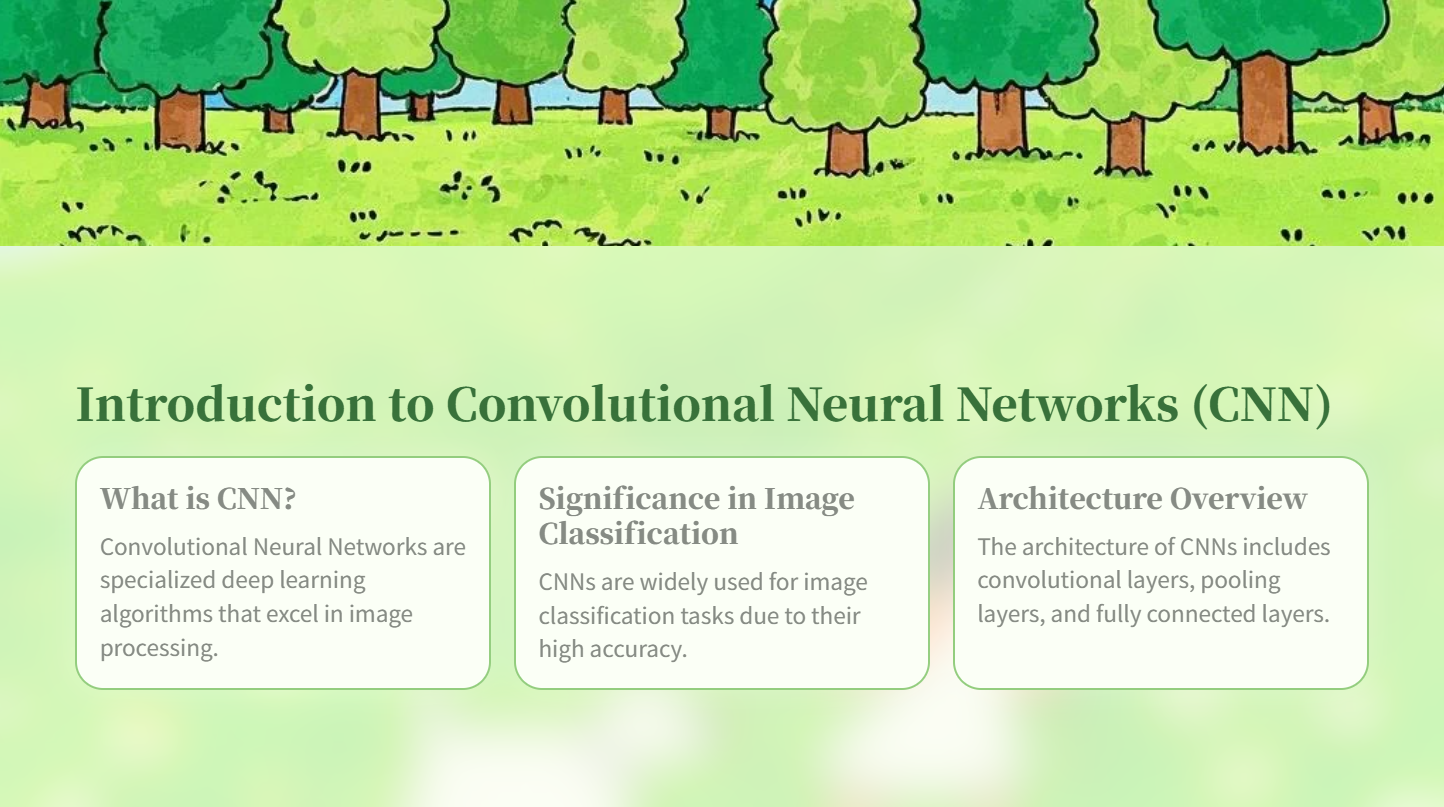 Introduction to Convolutional Neural Networks (CNN)
What is CNN?
Convolutional Neural Networks are
specialized deep learning
algorithms that excel in image
processing.
Significance in Image
Classification
CNNs are widely used for image
classification tasks due to their
high accuracy.
Architecture Overview
The architecture of CNNs includes
convolutional layers, pooling
layers, and fully connected layers.